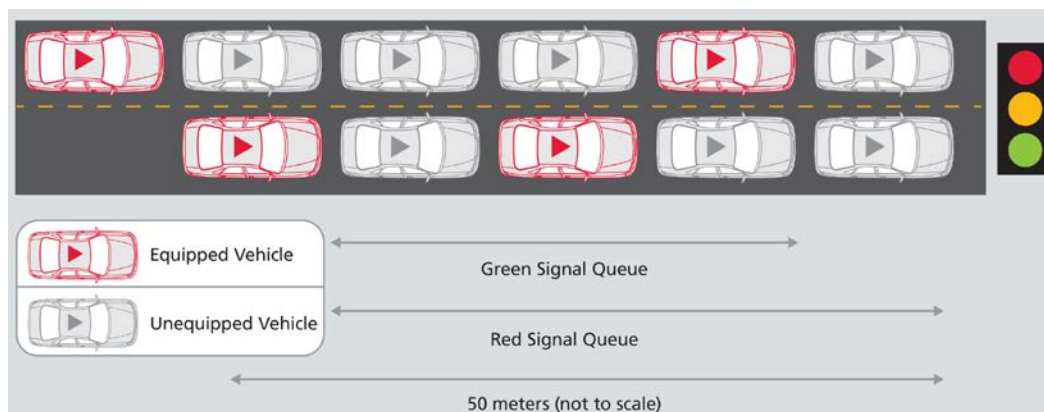 Equipped Vehicle
Unequipped Vehicle
Green Signal Queue
Red Signal Queue
50 meters (not to scale)